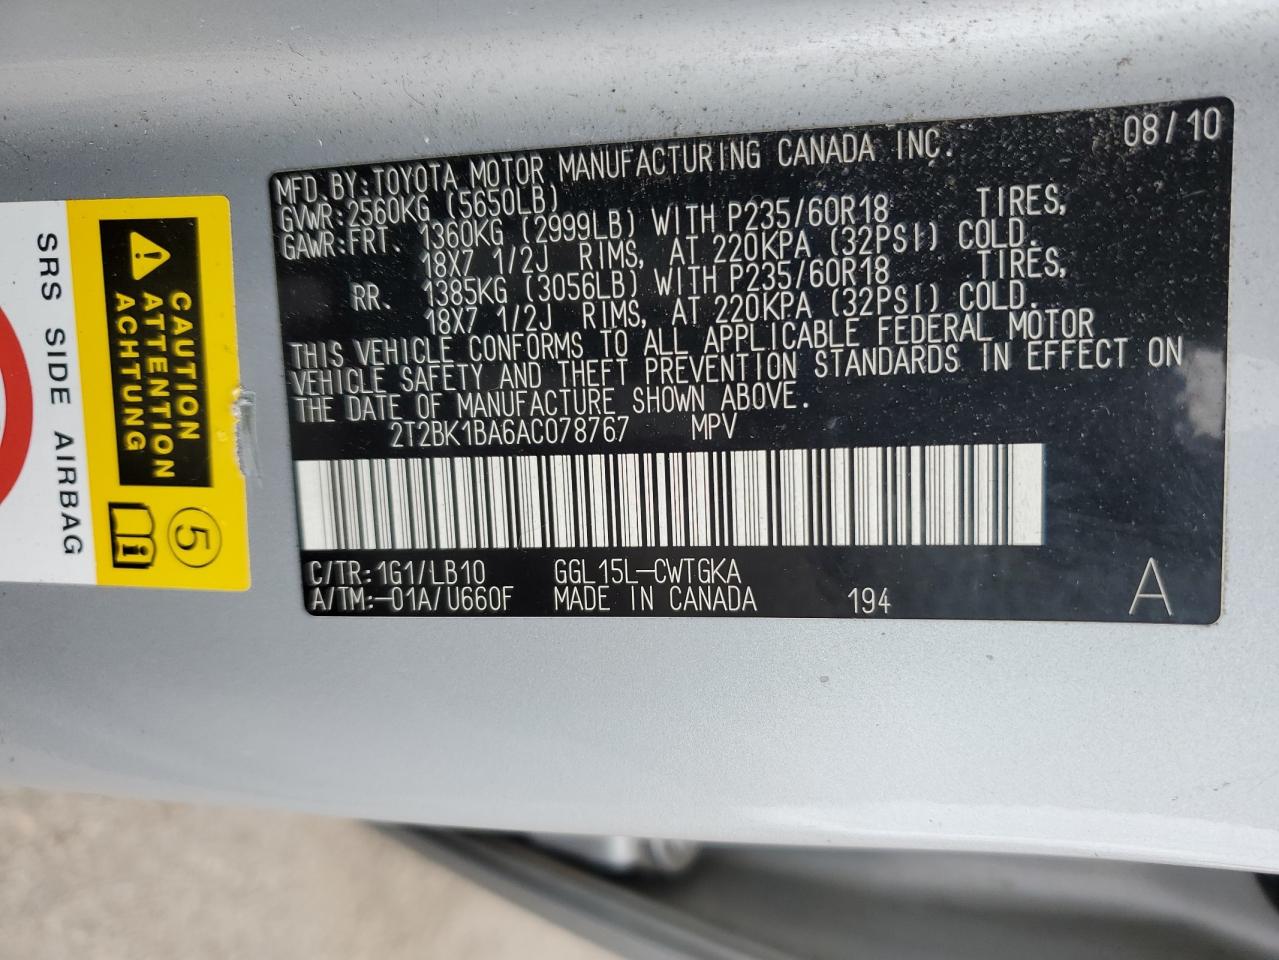 MFD.BY:TOYOTA MOTOR MANUFACTURING CANADA INC. 08/10
GVWR:2560KG (5650LB)
GAWR:FRT. 1360KG (2999LB) WITH P235/60R18 TIRES,
18X7 1/2J RIMS, AT 220KPA (32PSI) COLD.
RR. 1385KG (3056LB) WITH P235/60R18 TIRES,
18X7 1/2J RIMS, AT 220KPA (32PSI) COLD.
THIS VEHICLE CONFORMS TO ALL APPLICABLE FEDERAL MOTOR
VEHICLE SAFETY AND THEFT PREVENTION STANDARDS IN EFFECT ON
THE DATE OF MANUFACTURE SHOWN ABOVE.
2T2BK1BA6AC078767 MPV
C/TR:1G1/LB10 GGL15L-CWTGKA
A/TM:-01A/U660F MADE IN CANADA 194 A
CAUTION
ATTENTION
ACHTUNG
5
SRS SIDE AIRBAG